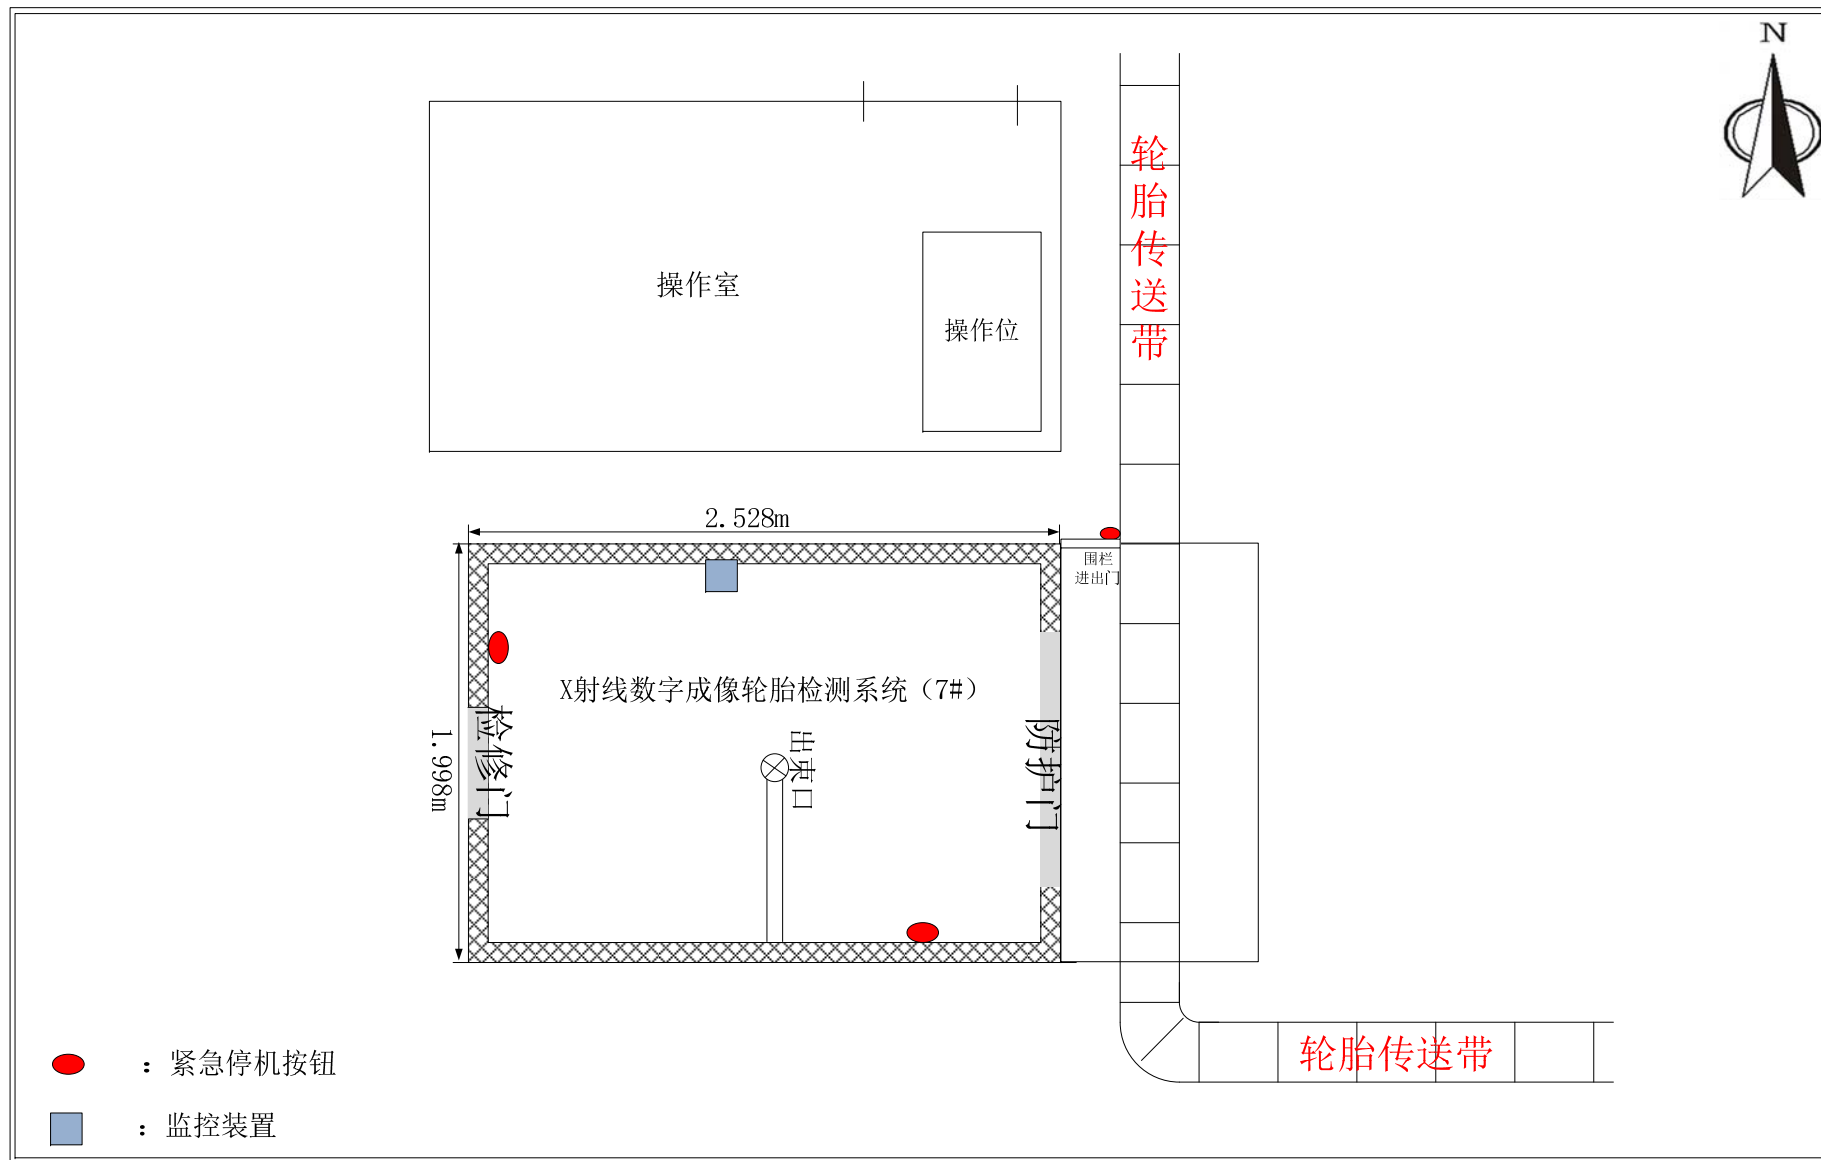 N
轮胎传送带
操作室
操作位
2.528m
围栏
进出门
X射线数字成像轮胎检测系统（7#）
检修门
1.998m
出束口
防护门
轮胎传送带
：紧急停机按钮
：监控装置